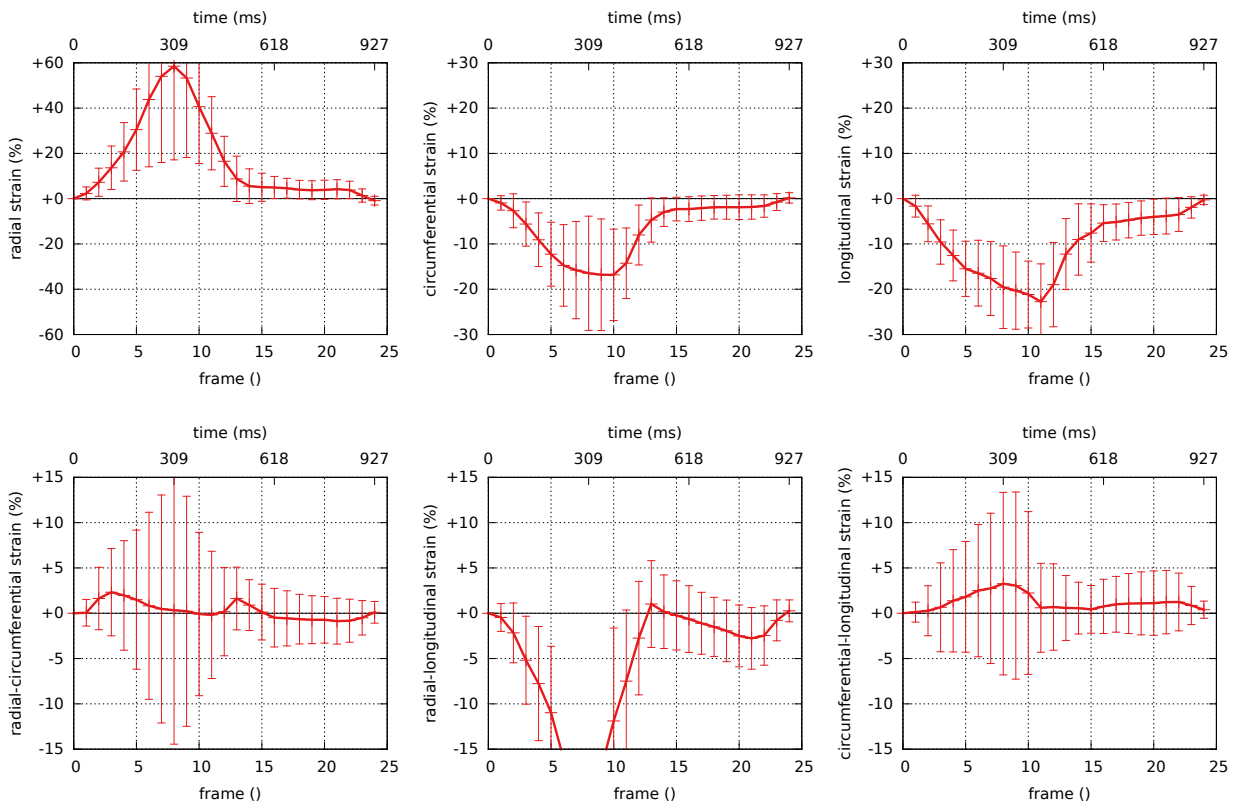 time (ms) time (ms) time (ms)
0 309 618 927 0 309 618 927 0 309 618 927
+60 +30 +30
+40 +20 +20
+20 +10 +10
+0 +0 +0
-20 -10 -10
-40 -20 -20
-60 -30 -30
radial strain (%) circumferential strain (%) longitudinal strain (%)
0 5 10 15 20 25 0 5 10 15 20 25 0 5 10 15 20 25
frame () frame () frame ()
time (ms) time (ms) time (ms)
0 309 618 927 0 309 618 927 0 309 618 927
+15 +15 +15
+10 +10 +10
+5 +5 +5
+0 +0 +0
-5 -5 -5
-10 -10 -10
-15 -15 -15
radial-circumferential strain (%) radial-longitudinal strain (%) circumferential-longitudinal strain (%)
0 5 10 15 20 25 0 5 10 15 20 25 0 5 10 15 20 25
frame () frame () frame ()